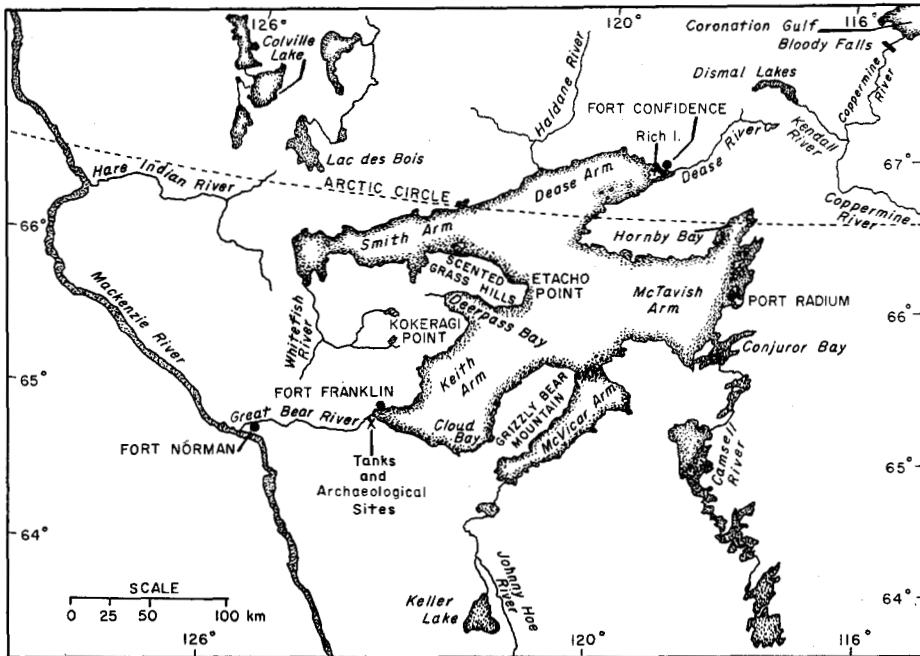 126°
120°
116°
Coronation Gulf
Bloody Falls
Colville
Lake
Dismal Lakes
Haldane River
FORT CONFIDENCE
Coppermine
River
Rich I.
Kendall
River
Dease River
Lac des Bois
67°
Hare Indian River
ARCTIC CIRCLE
Dease Arm
Coppermine
River
66°
Smith Arm
Hornby Bay
SCENTED
GRASS HILLS
ETACHO
POINT
McTavish
Arm
PORT RADIUM
66°
Mackenzie River
Whitefish
River
Deerpass Bay
KOKERAGI
POINT
Conjuror Bay
65°
FORT FRANKLIN
Keith
Arm
GRIZZLY BEAR
MOUNTAIN
McVicar Arm
Great Bear River
Cloud
Bay
FORT NORMAN
Camsell
River
65°
Tanks
and
Archaeological
Sites
64°
Johnny Hoe
River
SCALE
0 25 50 100 km
Keller
Lake
64°
126°
120°
116°